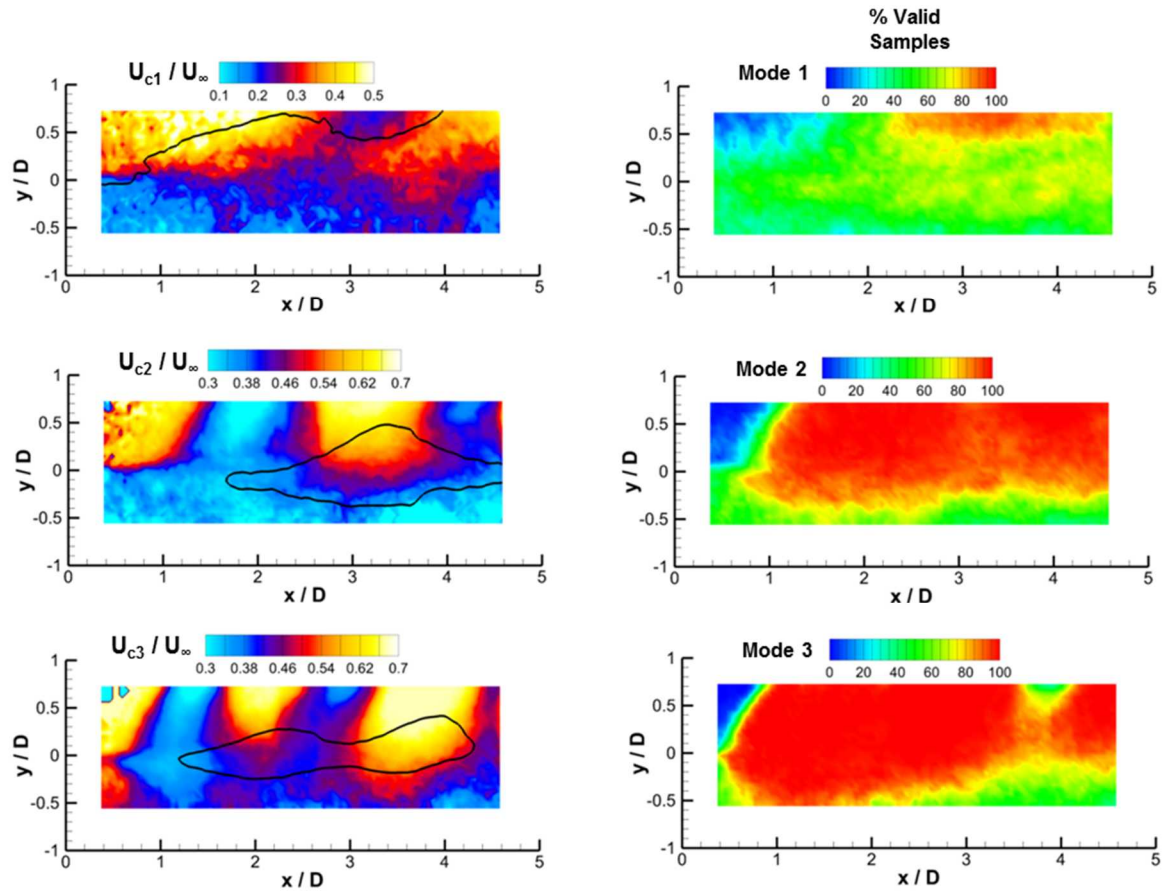 % Valid
Samples
U_c1 / U_∞
0.1 0.2 0.3 0.4 0.5
1
0.5
0
-0.5
-1
y / D
0 1 2 3 4 5
x / D
Mode 1
0 20 40 60 80 100
1
0.5
0
-0.5
-1
y / D
0 1 2 3 4 5
x / D
U_c2 / U_∞
0.3 0.38 0.46 0.54 0.62 0.7
1
0.5
0
-0.5
-1
y / D
0 1 2 3 4 5
x / D
Mode 2
0 20 40 60 80 100
1
0.5
0
-0.5
-1
y / D
0 1 2 3 4 5
x / D
U_c3 / U_∞
0.3 0.38 0.46 0.54 0.62 0.7
1
0.5
0
-0.5
-1
y / D
0 1 2 3 4 5
x / D
Mode 3
0 20 40 60 80 100
1
0.5
0
-0.5
-1
y / D
0 1 2 3 4 5
x / D